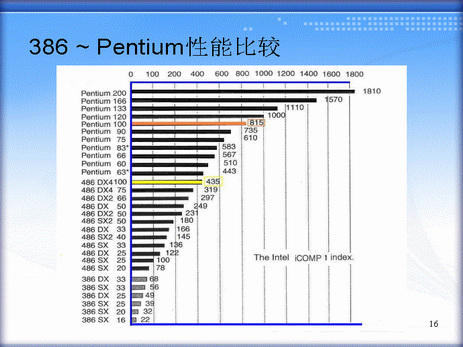 386 ~ Pentium性能比较
0 100 200 400 600 800 1000 1200 1400 1600 1800
Pentium 200 1810
Pentium 166 1570
Pentium 133 1110
Pentium 120 1000
Pentium 100 815
Pentium 90 735
Pentium 75 610
Pentium 83* 583
Pentium 66 567
Pentium 60 510
Pentium 63* 443
486 DX4 100 435
486 DX4 75 319
486 DX2 66 297
486 DX 50 249
486 DX2 50 231
486 SX2 50 180
486 DX 33 166
486 SX2 40 145
486 SX 33 136
486 DX 25 122
486 SX 25 100
486 SX 20 78
The Intel iCOMP 1 index.
386 DX 33 68
386 SX 33 56
386 DX 25 49
386 SX 25 39
386 SX 20 32
386 SX 16 22
16